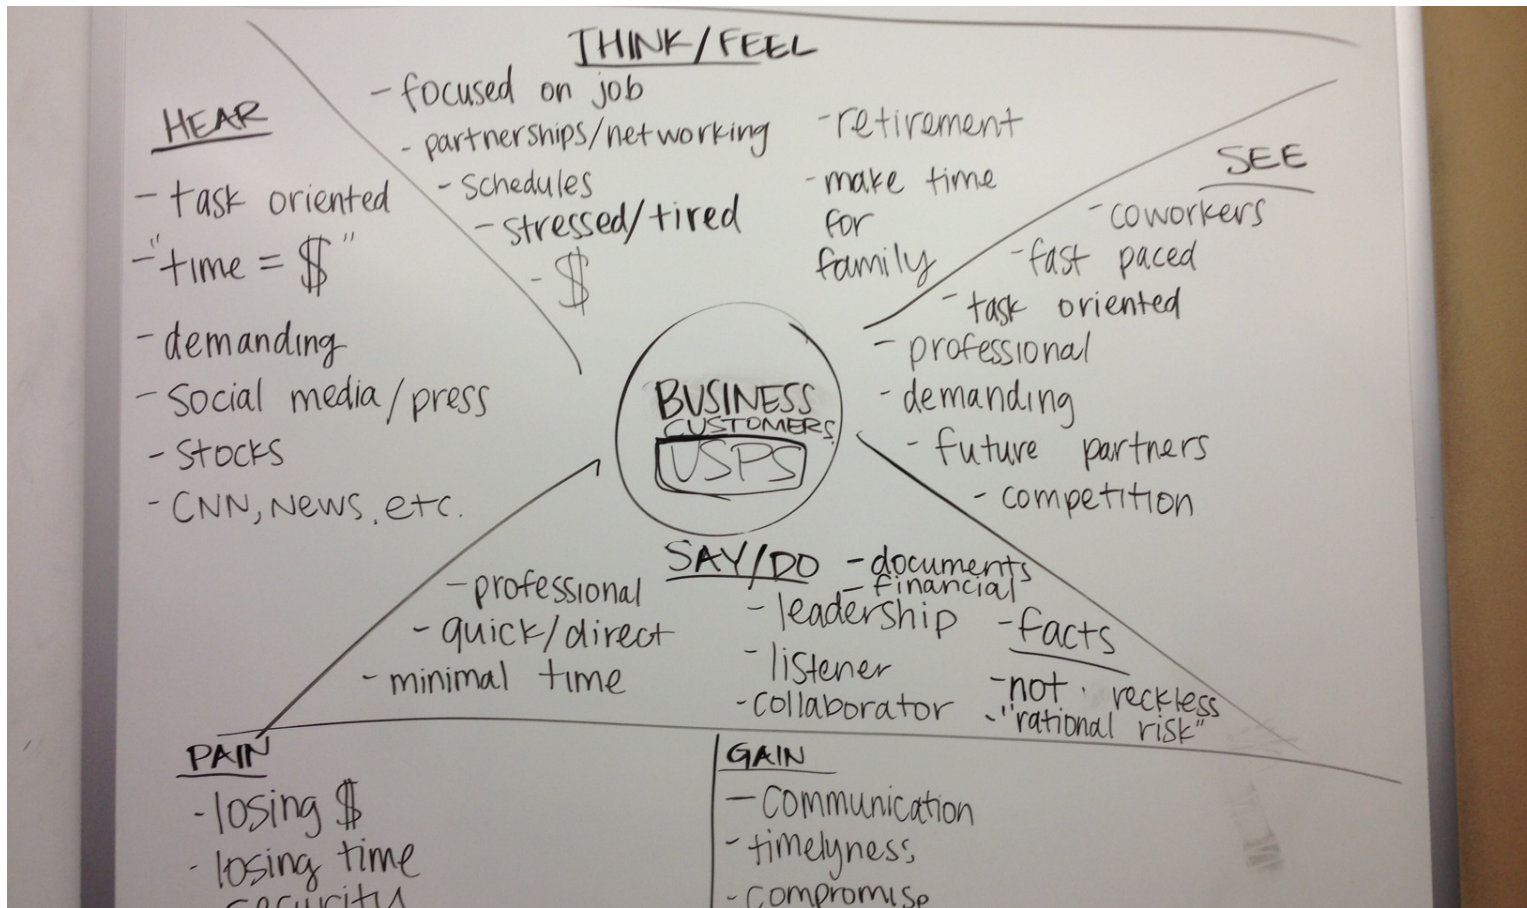 THINK/FEEL
- focused on job
- partnerships/networking
- schedules
- stressed/tired
- $
- retirement
- make time
for
family
HEAR
- task oriented
- "time = $"
- demanding
- social media/press
- stocks
- CNN, News, etc.
SEE
- coworkers
- fast paced
- task oriented
- professional
- demanding
- future partners
- competition
BUSINESS
CUSTOMERS
USPS
SAY/DO
- professional
- quick/direct
- minimal time
- documents
- financial
- leadership
- listener
- collaborator
- facts
- not reckless
- "rational risk"
PAIN
- losing $
- losing time
security
GAIN
- communication
- timelyness
- compromise